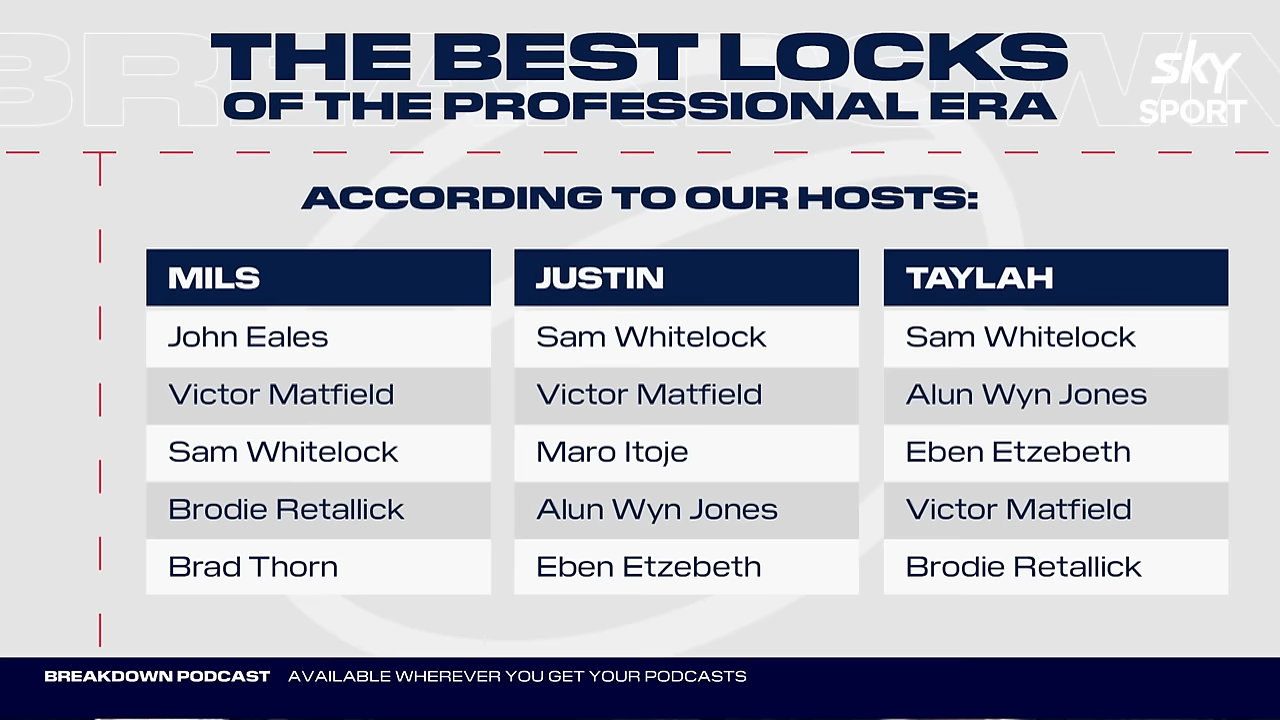 BREAKDOWN
THE BEST LOCKS
OF THE PROFESSIONAL ERA
sky
SPORT
ACCORDING TO OUR HOSTS:
MILS
John Eales
Victor Matfield
Sam Whitelock
Brodie Retallick
Brad Thorn
JUSTIN
Sam Whitelock
Victor Matfield
Maro Itoje
Alun Wyn Jones
Eben Etzebeth
TAYLAH
Sam Whitelock
Alun Wyn Jones
Eben Etzebeth
Victor Matfield
Brodie Retallick
BREAKDOWN PODCAST AVAILABLE WHEREVER YOU GET YOUR PODCASTS